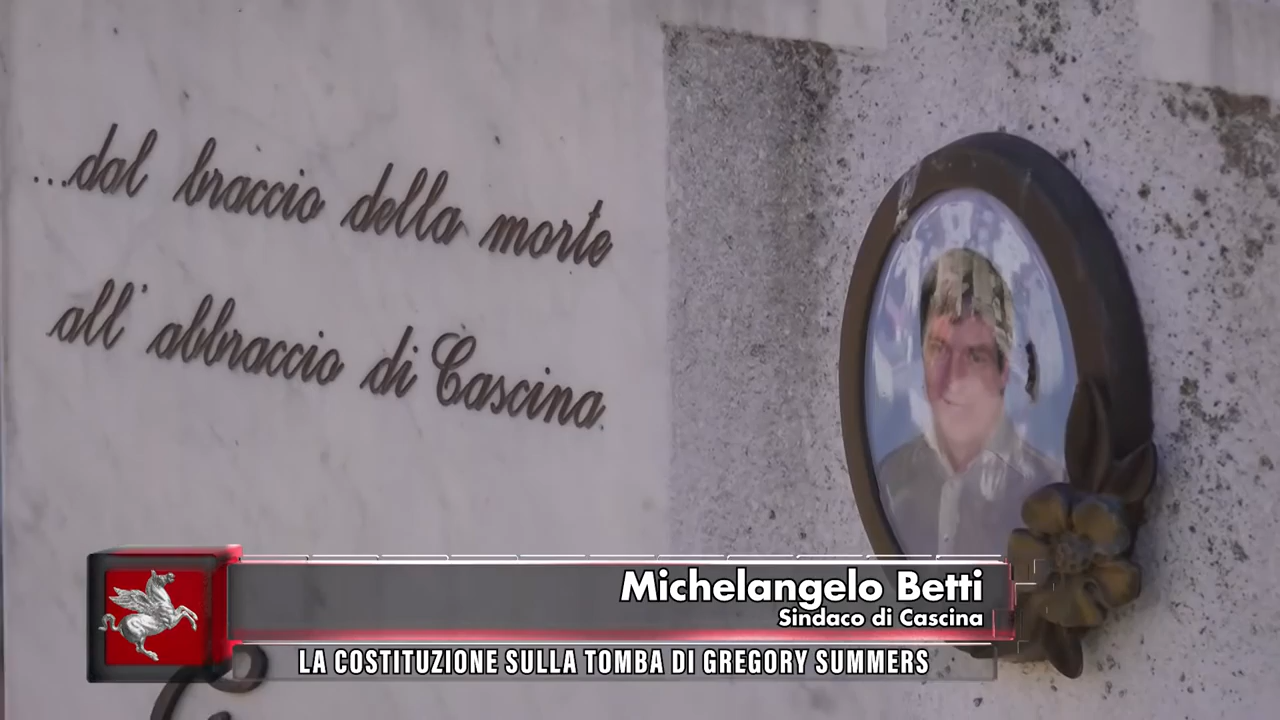 ...dal braccio della morte
all'abbraccio di Cascina.
Michelangelo Betti
Sindaco di Cascina
LA COSTITUZIONE SULLA TOMBA DI GREGORY SUMMERS